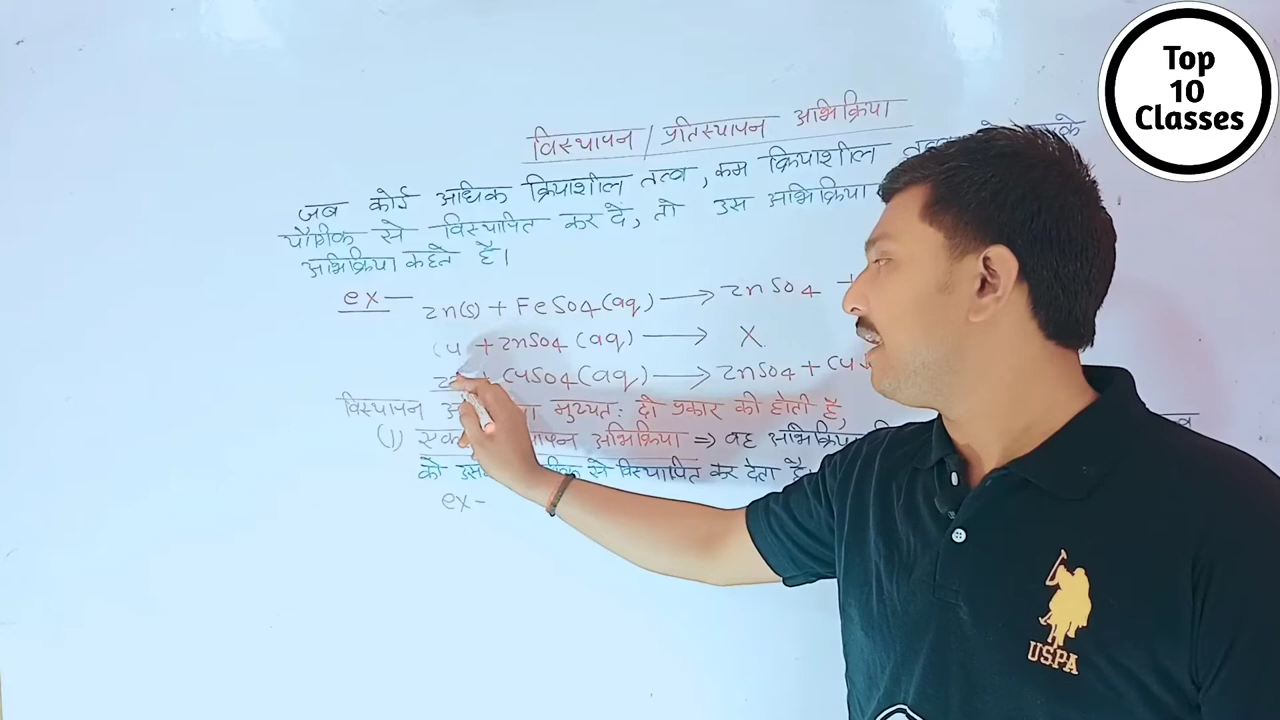 Top
10
Classes
विस्थापन / प्रतिस्थापन अभिक्रिया
जब कोई अधिक क्रियाशील तत्व, कम क्रियाशील
यौगिक से विस्थापित कर दें, तो उस अभिक्रिया
अभिक्रिया कहते है।
ex— Zn(s) + FeSO4(aq) → ZnSO4 +
Cu + ZnSO4(aq) → X
Zn + CuSO4(aq) → ZnSO4 + Cu
विस्थापन मुख्यत: दो प्रकार की होती है,
(1) अभिक्रिया ⇒ वह
को से विस्थापित कर देता है।
ex-
USPA